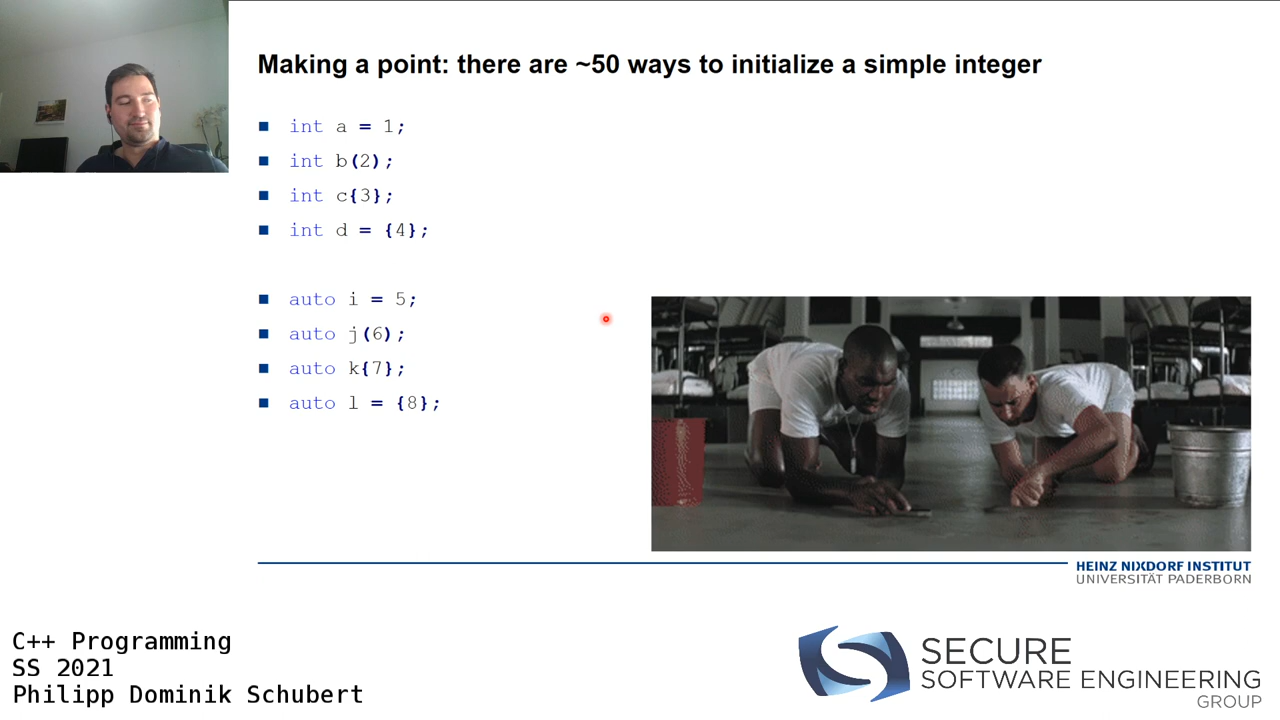 Making a point: there are ~50 ways to initialize a simple integer
int a = 1;
int b(2);
int c{3};
int d = {4};
auto i = 5;
auto j(6);
auto k{7};
auto l = {8};
HEINZ NIXDORF INSTITUT
UNIVERSITÄT PADERBORN
C++ Programming
SS 2021
Philipp Dominik Schubert
SECURE
SOFTWARE ENGINEERING
GROUP